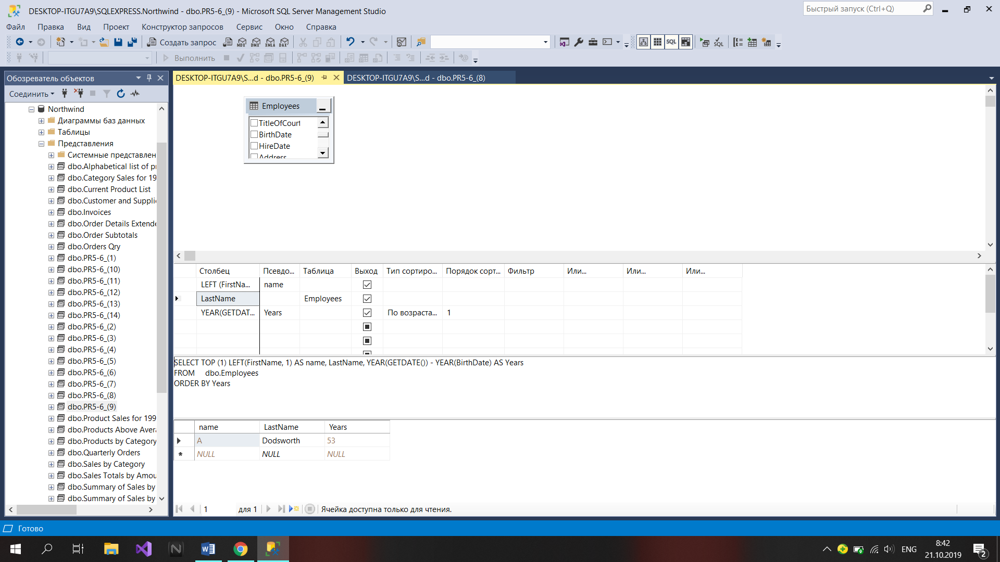 DESKTOP-ITGU7A9\SQLEXPRESS.Northwind - dbo.PR5-6_(9) - Microsoft SQL Server Management Studio
Быстрый запуск (Ctrl+Q)
Файл Правка Вид Проект Конструктор запросов Сервис Окно Справка
Создать запрос MDX DMX XMLA DAX SQL SQL
Выполнить
Обозреватель объектов
Соединить
Northwind
Диаграммы баз данных
Таблицы
Представления
Системные представлен
dbo.Alphabetical list of p
dbo.Category Sales for 19
dbo.Current Product List
dbo.Customer and Supplie
dbo.Invoices
dbo.Order Details Extende
dbo.Order Subtotals
dbo.Orders Qry
dbo.PR5-6_(1)
dbo.PR5-6_(10)
dbo.PR5-6_(11)
dbo.PR5-6_(12)
dbo.PR5-6_(13)
dbo.PR5-6_(14)
dbo.PR5-6_(2)
dbo.PR5-6_(3)
dbo.PR5-6_(4)
dbo.PR5-6_(5)
dbo.PR5-6_(6)
dbo.PR5-6_(7)
dbo.PR5-6_(8)
dbo.PR5-6_(9)
dbo.Product Sales for 199
dbo.Products Above Avera
dbo.Products by Category
dbo.Quarterly Orders
dbo.Sales by Category
dbo.Sales Totals by Amou
dbo.Summary of Sales by
dbo.Summary of Sales by
DESKTOP-ITGU7A9\S...d - dbo.PR5-6_(9) DESKTOP-ITGU7A9\S...d - dbo.PR5-6_(8)
Employees
TitleOfCourt
BirthDate
HireDate
Address
Столбец Псевдо... Таблица Выход Тип сортиро... Порядок сорт... Фильтр Или... Или... Или...
LEFT (FirstNa... name
LastName Employees
YEAR(GETDAT... Years По возраста... 1
SELECT TOP (1) LEFT(FirstName, 1) AS name, LastName, YEAR(GETDATE()) - YEAR(BirthDate) AS Years
FROM dbo.Employees
ORDER BY Years
name LastName Years
A Dodsworth 53
NULL NULL NULL
1 для 1 Ячейка доступна только для чтения.
Готово
ENG
8:42
21.10.2019
2